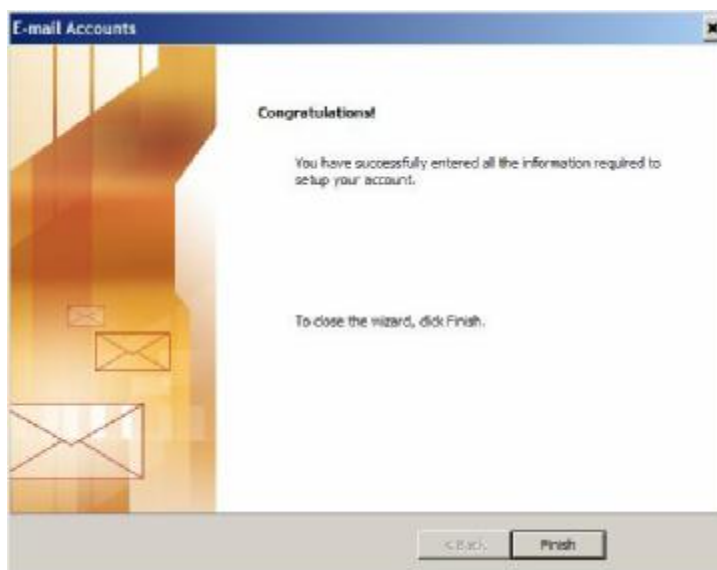 E-mail Accounts
Congratulations!
You have successfully entered all the information required to
setup your account.
To close the wizard, click Finish.
< Back
Finish